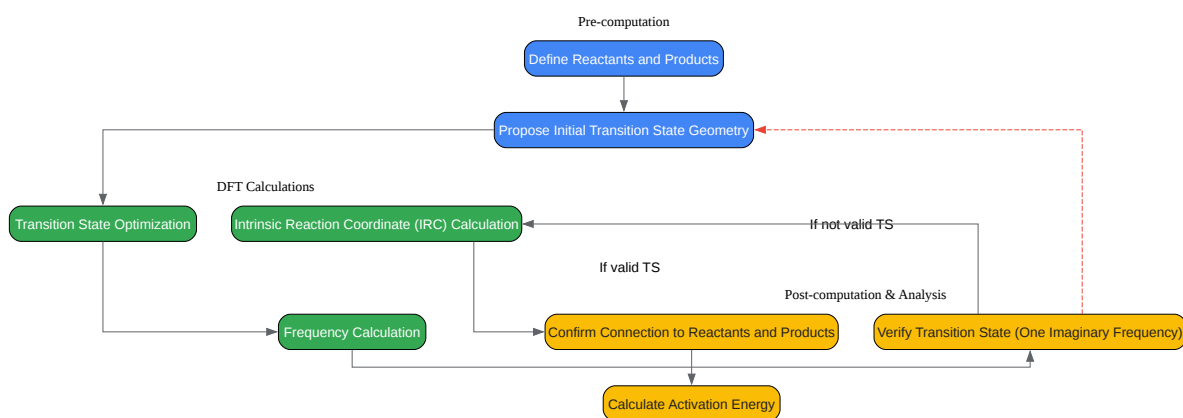 Pre-computation
Define Reactants and Products
Propose Initial Transition State Geometry
DFT Calculations
Transition State Optimization
Intrinsic Reaction Coordinate (IRC) Calculation
If not valid TS
If valid TS
Post-computation & Analysis
Frequency Calculation
Confirm Connection to Reactants and Products
Verify Transition State (One Imaginary Frequency)
Calculate Activation Energy